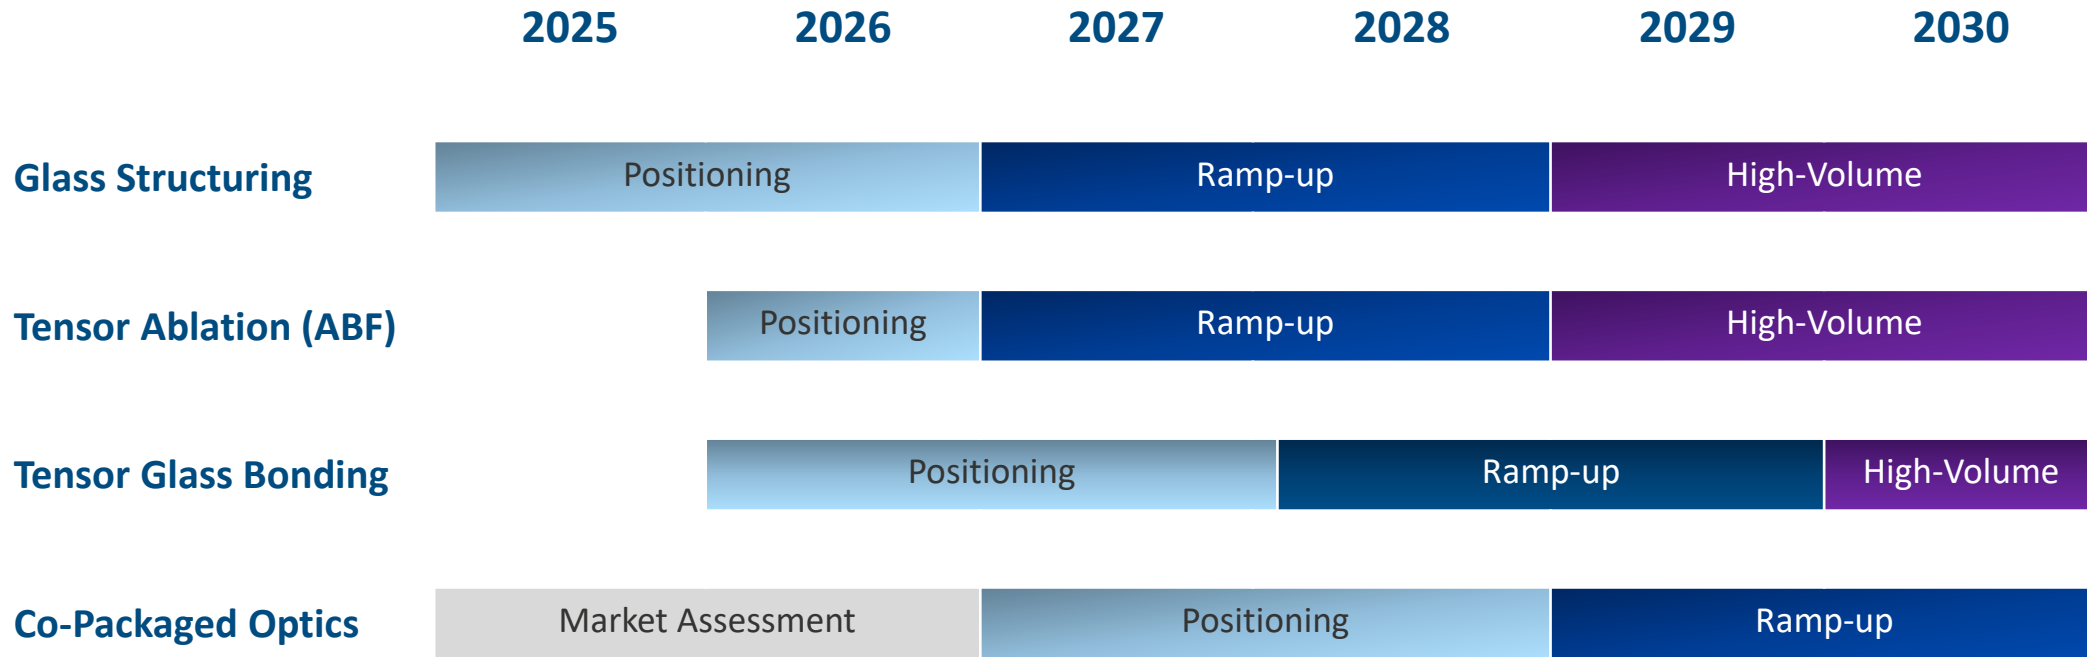 2025 2026 2027 2028 2029 2030
Glass Structuring Positioning Ramp-up High-Volume
Tensor Ablation (ABF) Positioning Ramp-up High-Volume
Tensor Glass Bonding Positioning Ramp-up High-Volume
Co-Packaged Optics Market Assessment Positioning Ramp-up